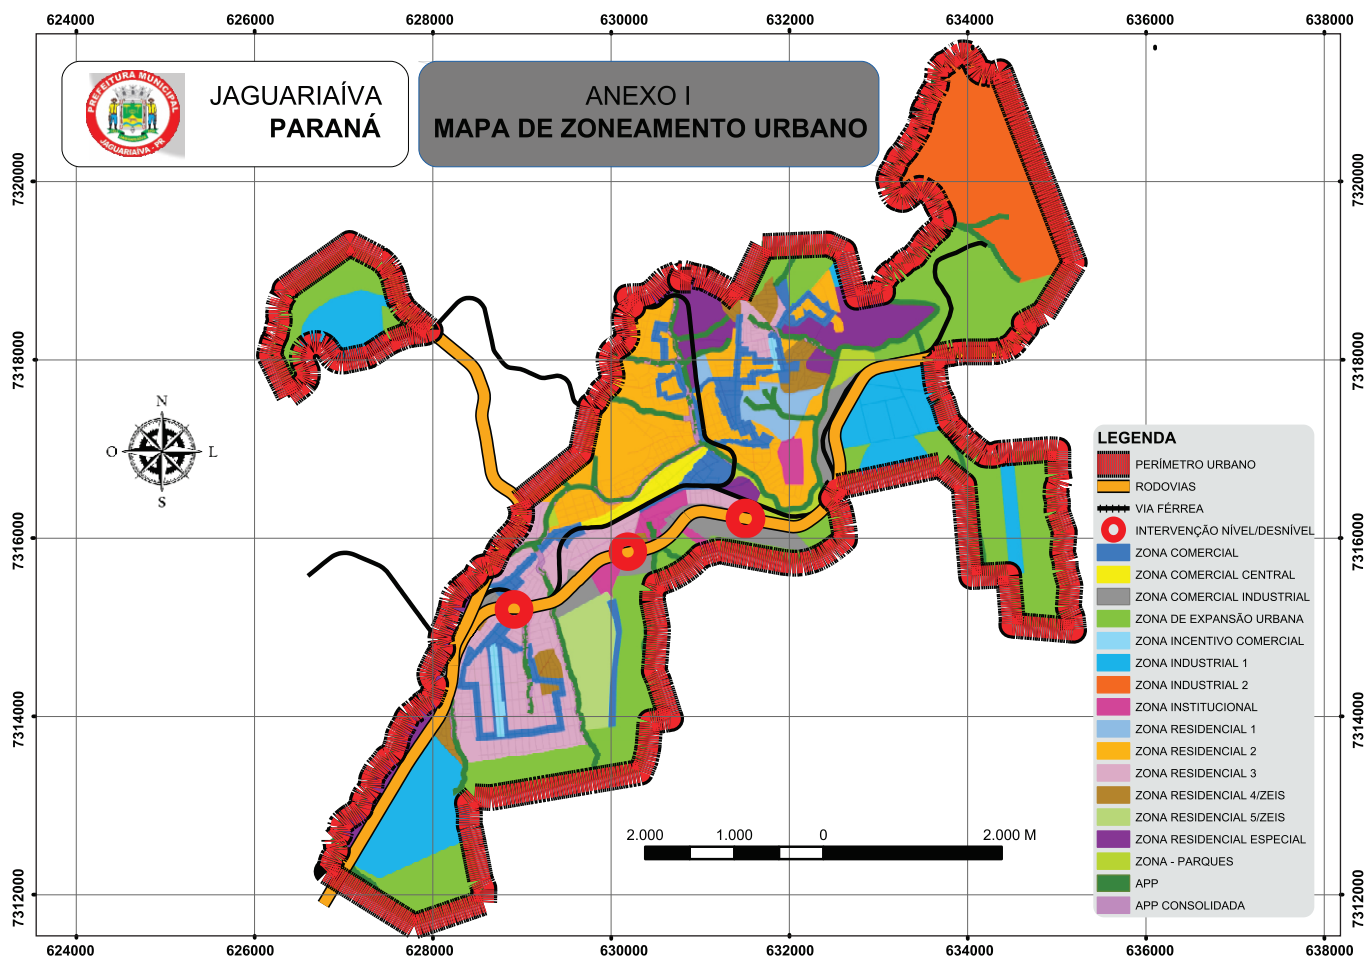 624000 626000 628000 630000 632000 634000 636000 638000
PREFEITURA MUNICIPAL
JAGUARIAÍVA - PR
JAGUARIAÍVA
PARANÁ
ANEXO I
MAPA DE ZONEAMENTO URBANO
7320000 7320000
7318000 7318000
7316000 7316000
7314000 7314000
7312000 7312000
N
O L
S
LEGENDA
PERÍMETRO URBANO
RODOVIAS
VIA FÉRREA
INTERVENÇÃO NÍVEL/DESNÍVEL
ZONA COMERCIAL
ZONA COMERCIAL CENTRAL
ZONA COMERCIAL INDUSTRIAL
ZONA DE EXPANSÃO URBANA
ZONA INCENTIVO COMERCIAL
ZONA INDUSTRIAL 1
ZONA INDUSTRIAL 2
ZONA INSTITUCIONAL
ZONA RESIDENCIAL 1
ZONA RESIDENCIAL 2
ZONA RESIDENCIAL 3
ZONA RESIDENCIAL 4/ZEIS
ZONA RESIDENCIAL 5/ZEIS
ZONA RESIDENCIAL ESPECIAL
ZONA - PARQUES
APP
APP CONSOLIDADA
2.000 1.000 0 2.000 M
624000 626000 628000 630000 632000 634000 636000 638000